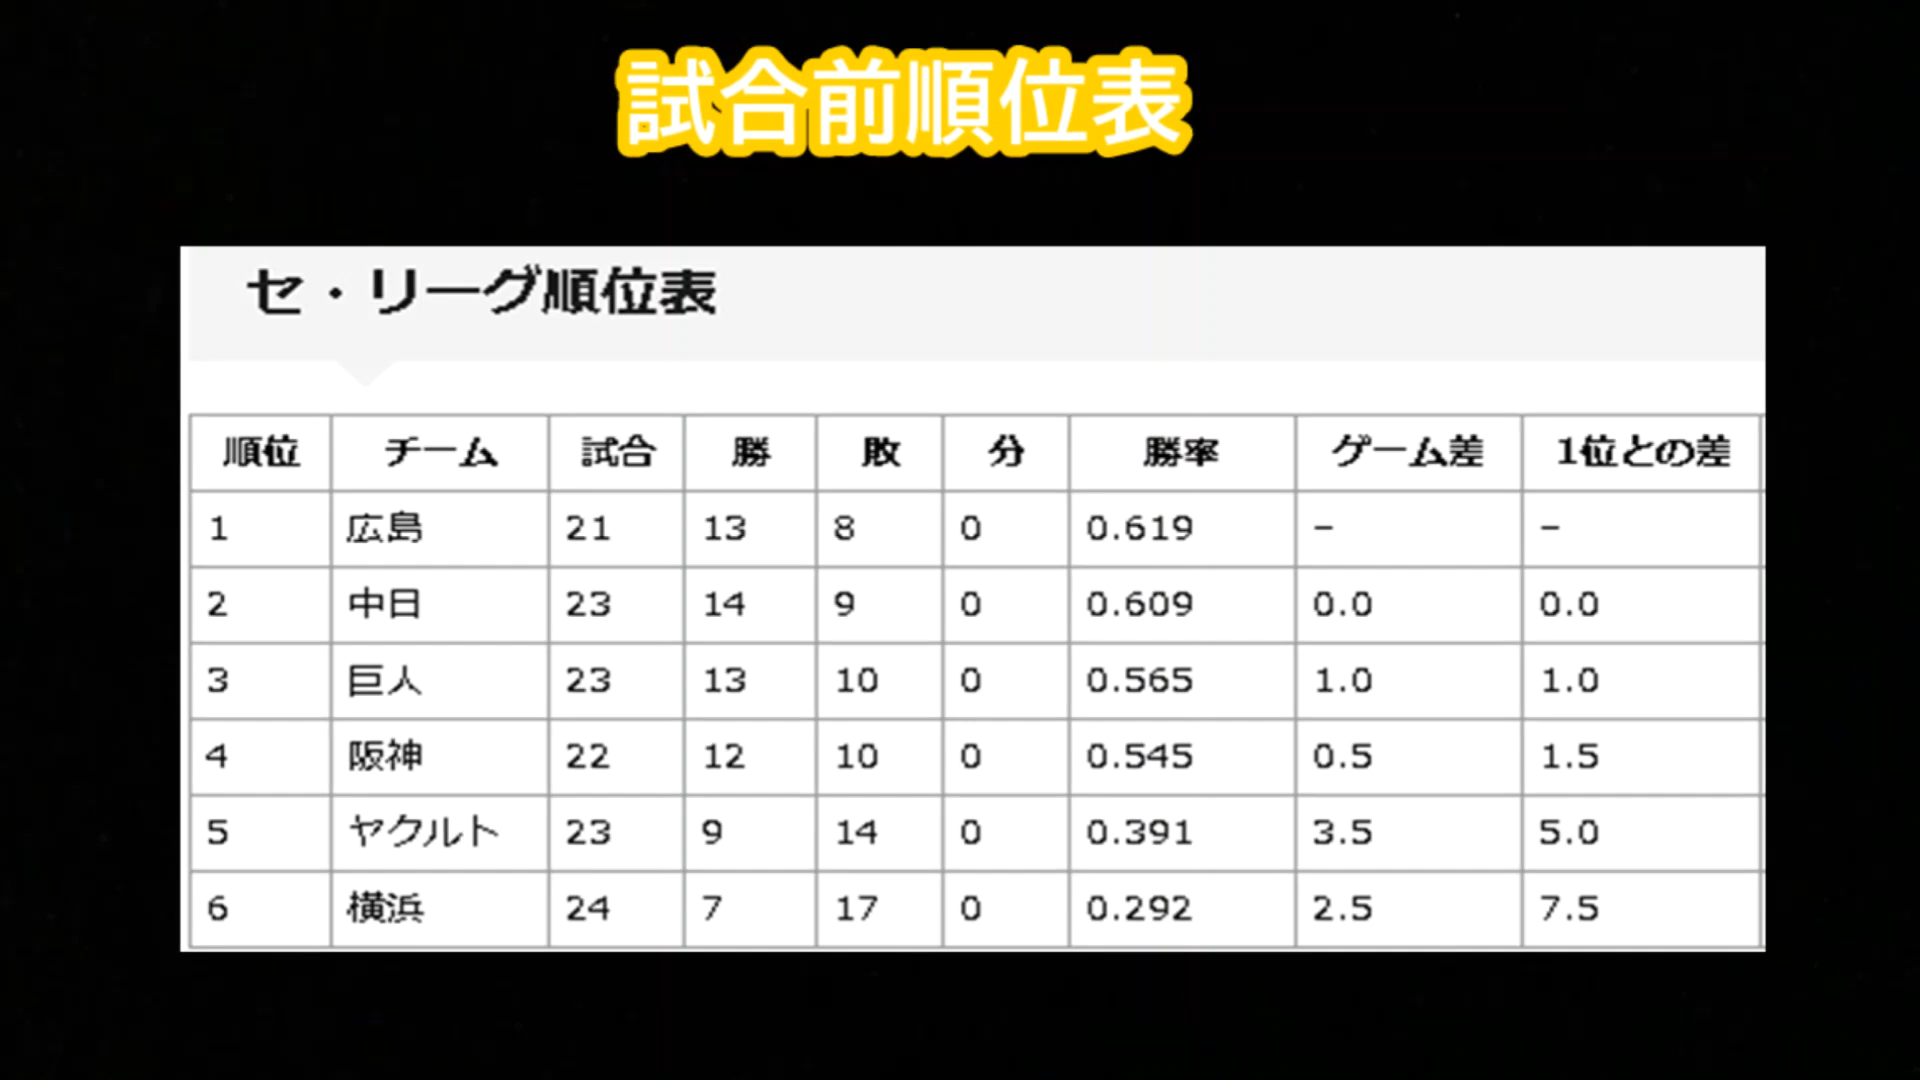 試合前順位表
セ・リーグ順位表
順位 チーム 試合 勝 敗 分 勝率 ゲーム差 1位との差
1 広島 21 13 8 0 0.619 − −
2 中日 23 14 9 0 0.609 0.0 0.0
3 巨人 23 13 10 0 0.565 1.0 1.0
4 阪神 22 12 10 0 0.545 0.5 1.5
5 ヤクルト 23 9 14 0 0.391 3.5 5.0
6 横浜 24 7 17 0 0.292 2.5 7.5